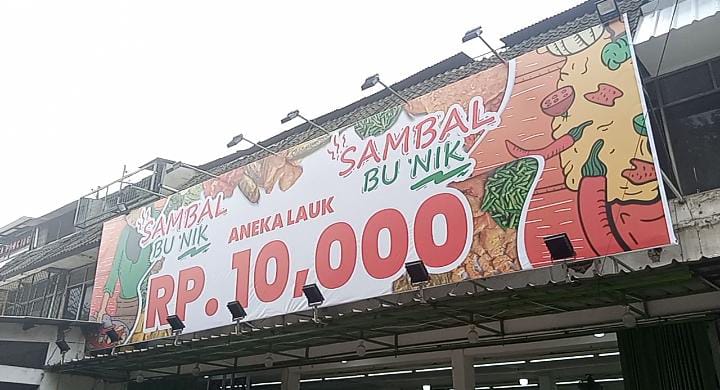 SAMBAL
BU 'NIK
ANEKA LAUK
RP. 10,000
SAMBAL
BU 'NIK